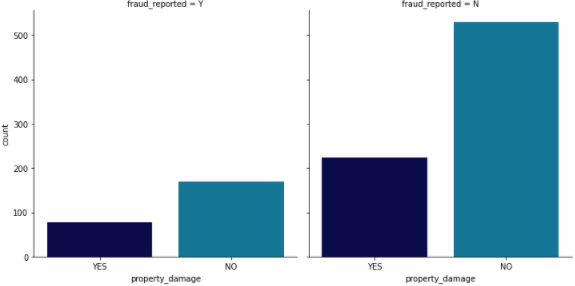 fraud_reported = Y
fraud_reported = N
500
400
300
200
100
0
count
YES
NO
YES
NO
property_damage
property_damage